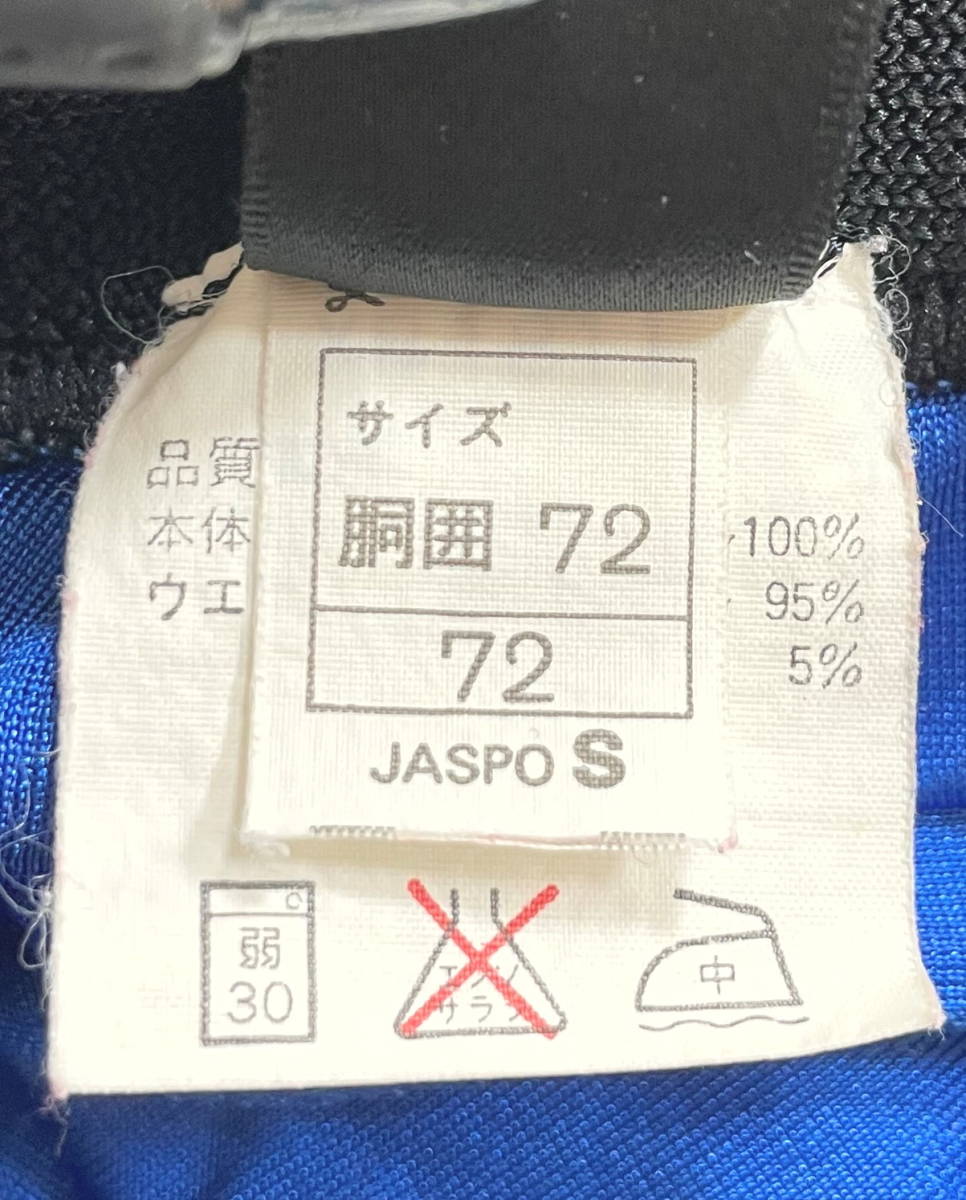 サイズ
胴囲 72
72
JASPO S
品質
本体 100%
ウエ 95%
5%
弱
30
エンソ
サラシ
中